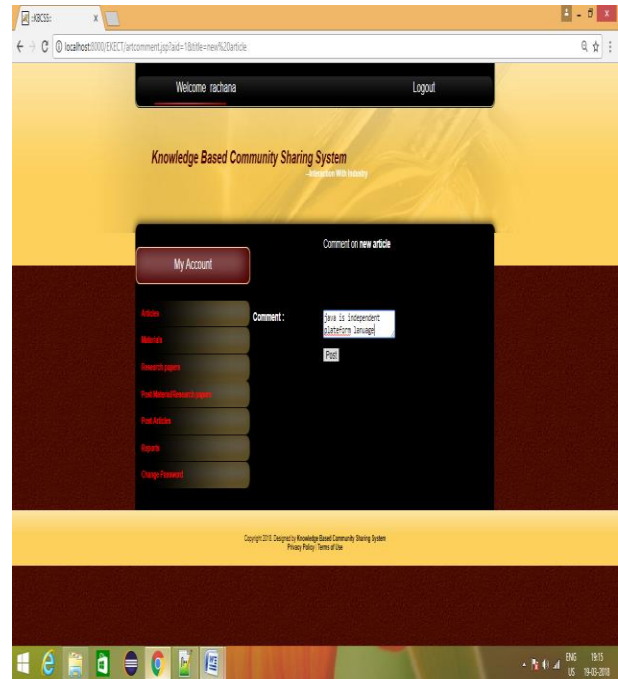 ::KBCSS::
localhost:8000/EKECT/artcomment.jsp?aid=1&title=new%20article
Welcome rachana
Logout
Knowledge Based Community Sharing System
--Interaction With Industry
Comment on new article
My Account
Articles
Comment :
java is independent
plateform lanuage
Materials
Post
Research papers
Post Material/Research papers
Post Articles
Reports
Change Password
Copyright 2010. Designed by Knowledge Based Community Sharing System
Privacy Policy | Terms of Use
ENG 19:15
US 19-03-2018